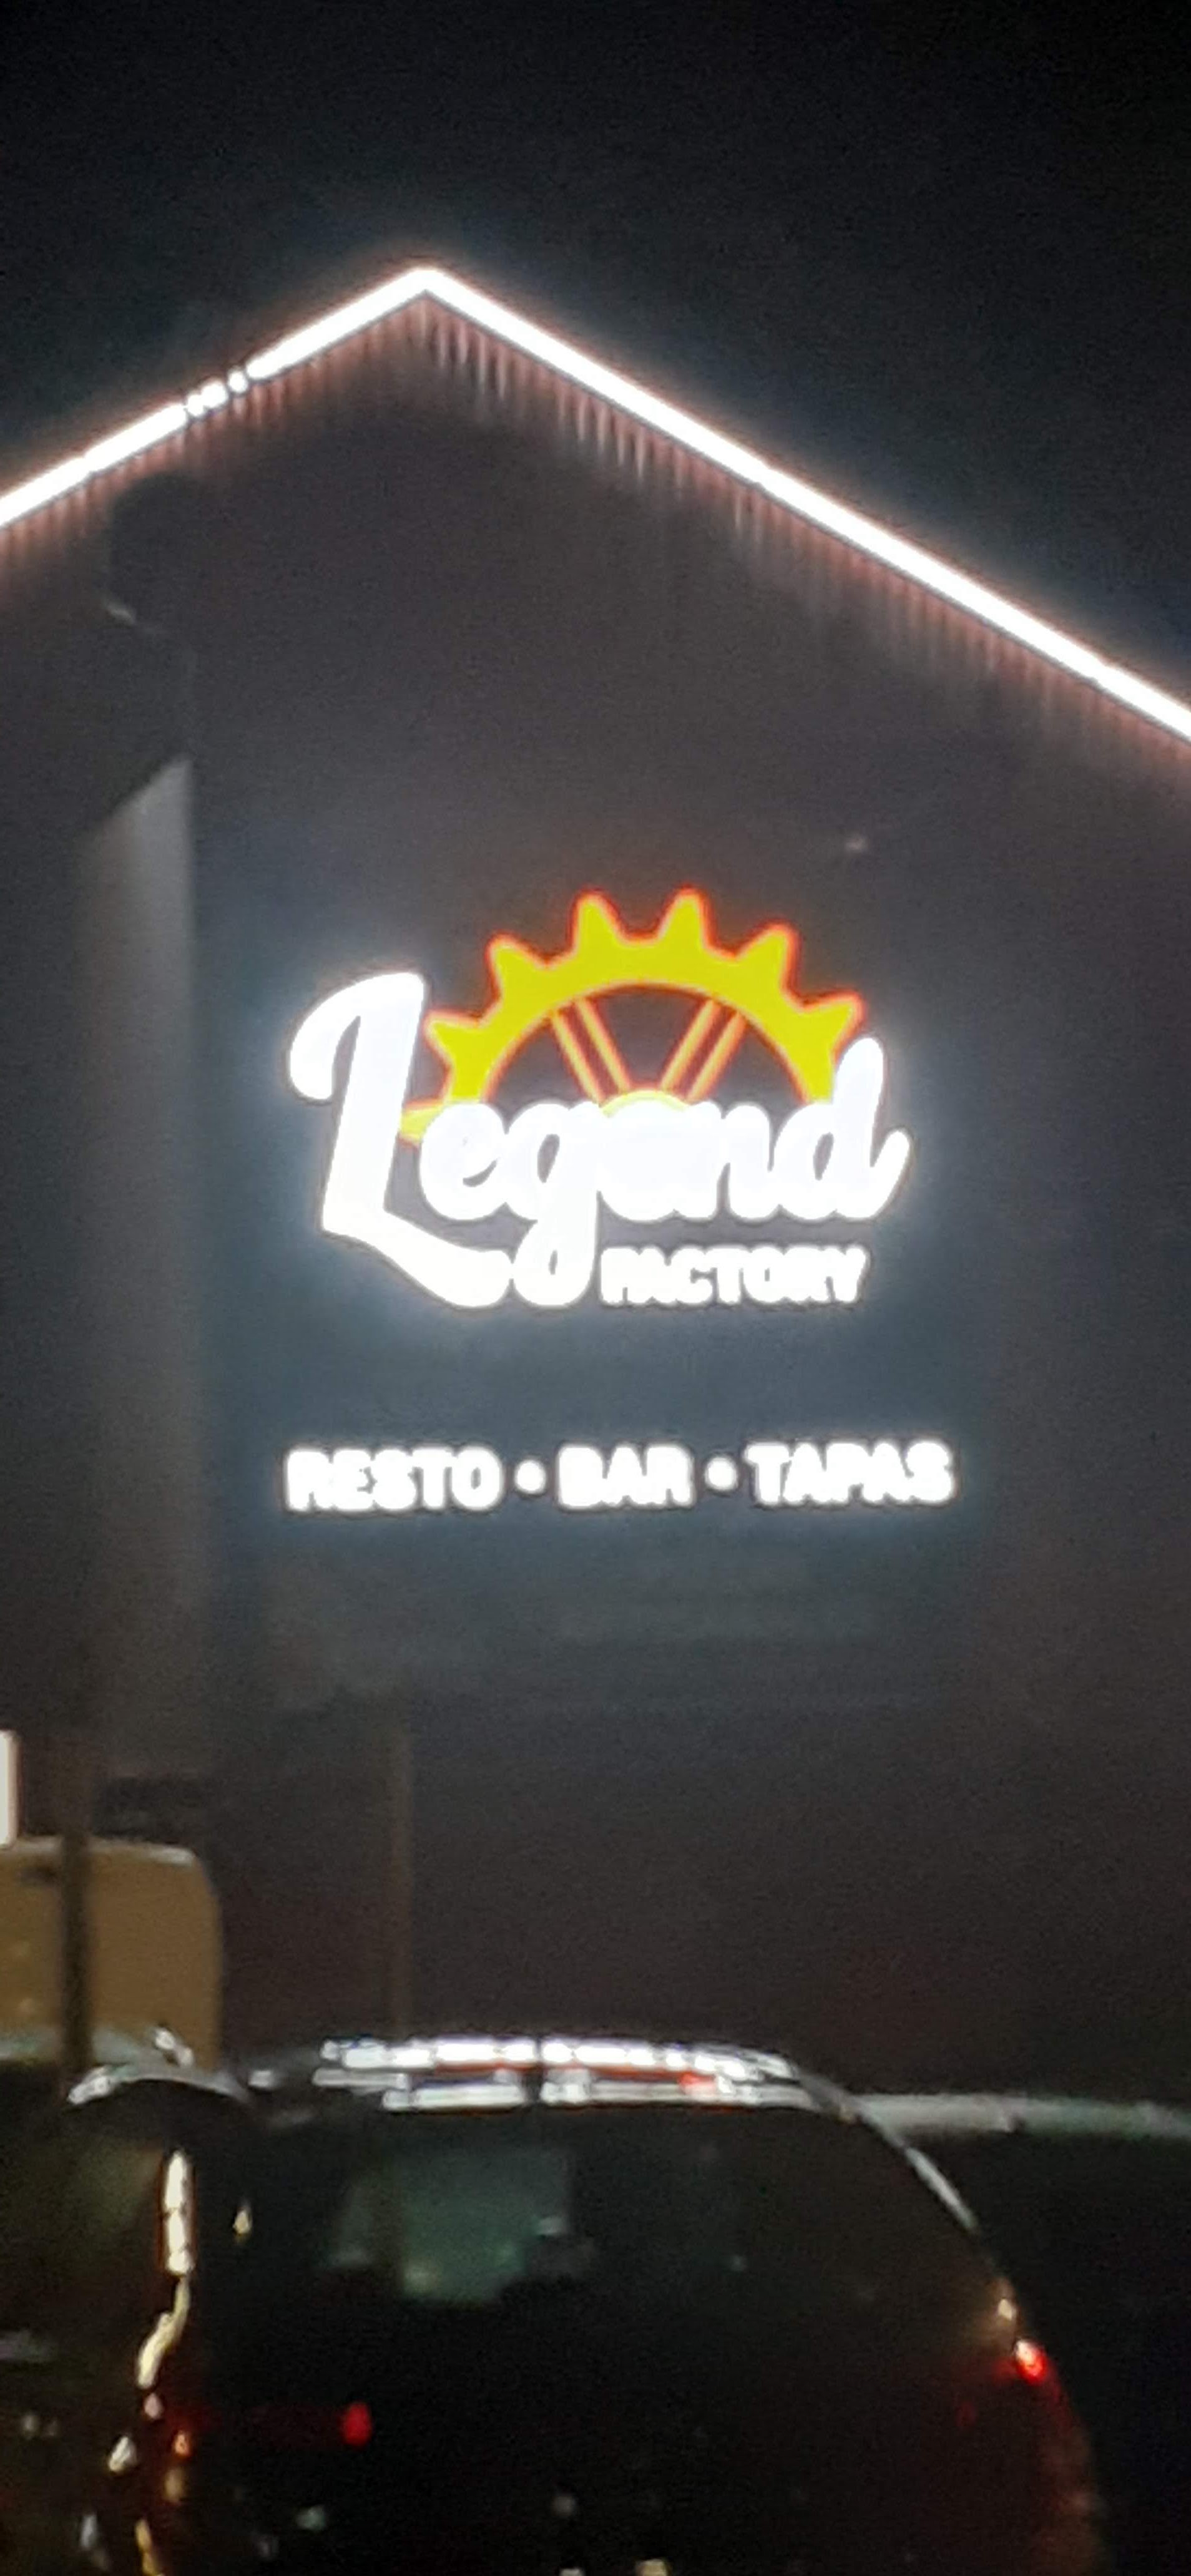 Legend
FACTORY
RESTO • BAR • TAPAS